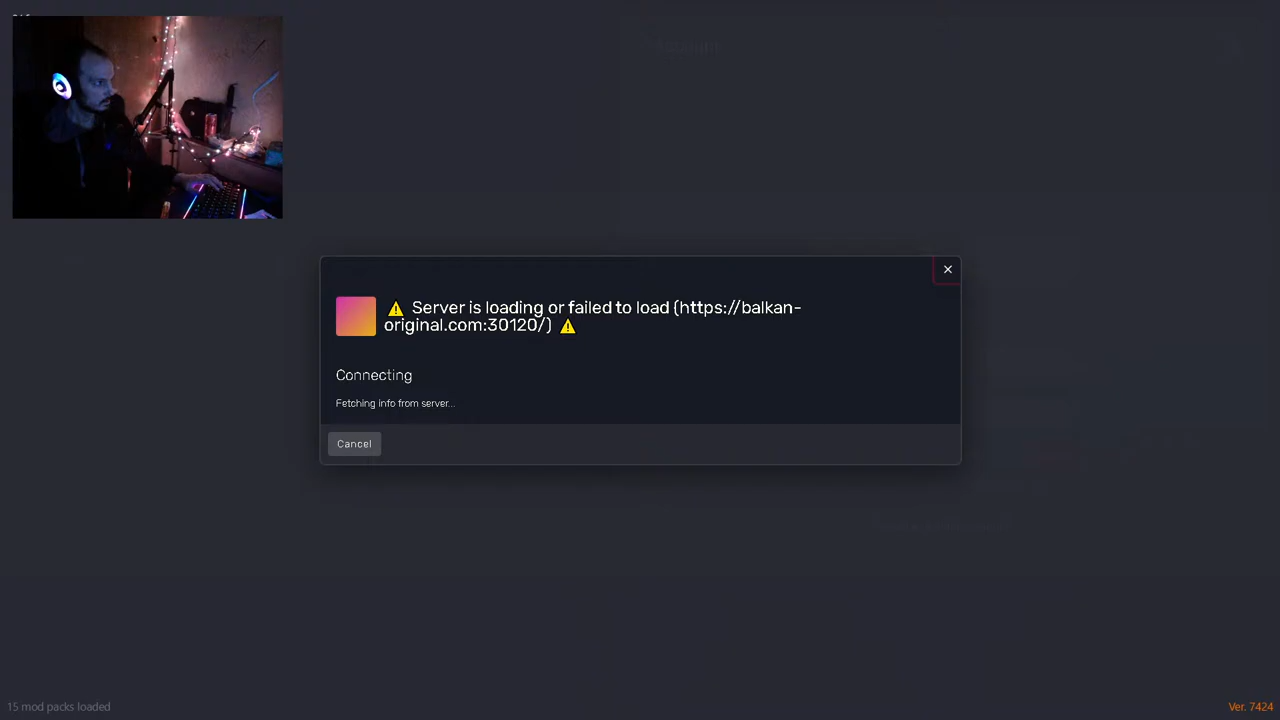 ⚠ Server is loading or failed to load (https://balkan-
original.com:30120/) ⚠
Connecting
Fetching info from server...
Cancel
15 mod packs loaded
Ver. 7424